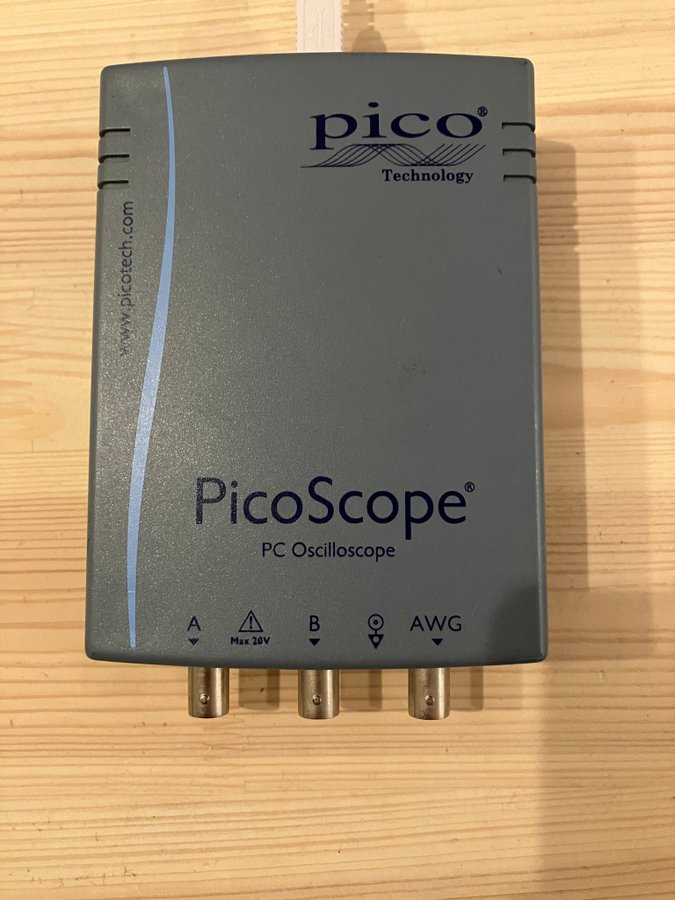 pico®
Technology
www.picotech.com
PicoScope®
PC Oscilloscope
A B AWG
Max 20V